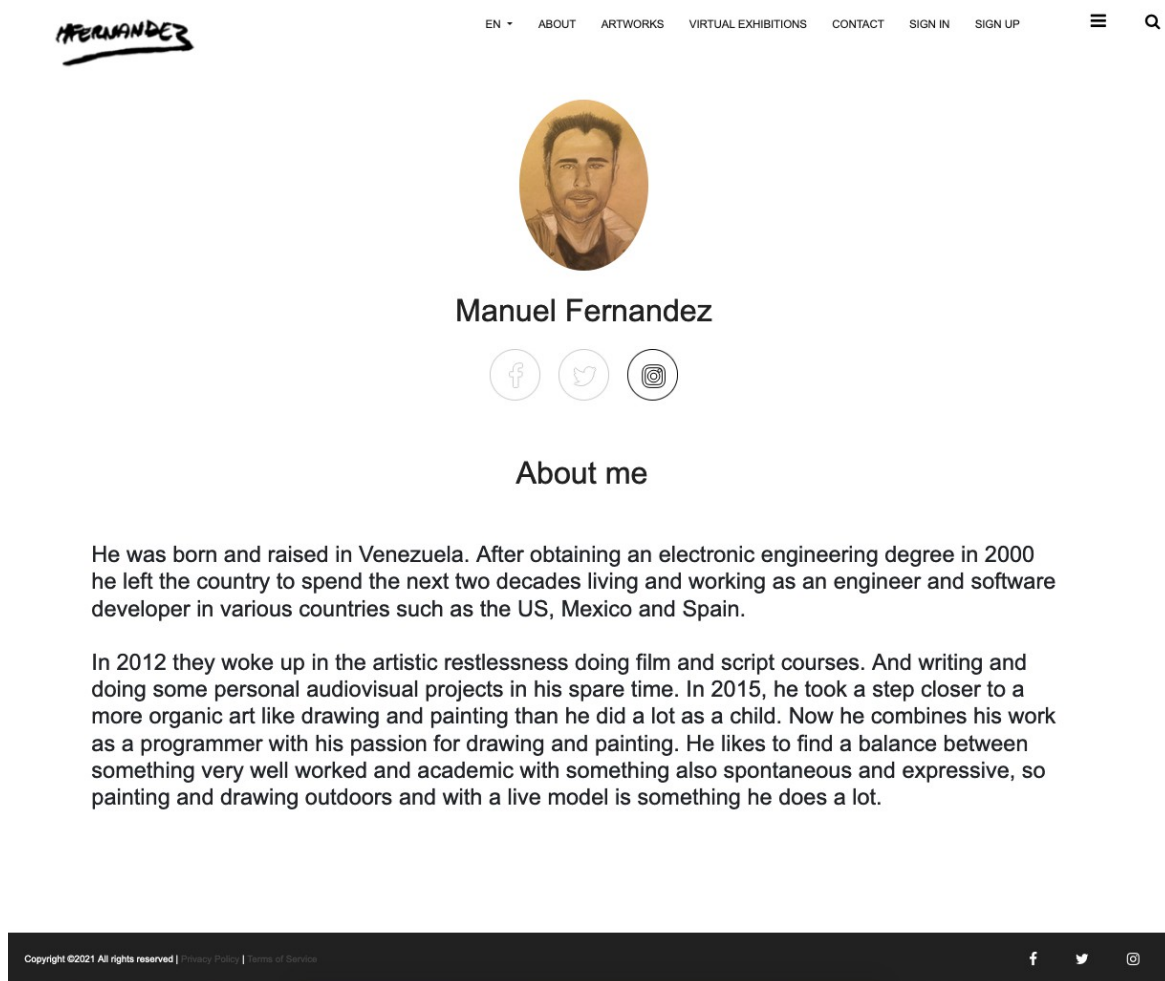 MFERNANDEZ
EN ABOUT ARTWORKS VIRTUAL EXHIBITIONS CONTACT SIGN IN SIGN UP
Manuel Fernandez
About me
He was born and raised in Venezuela. After obtaining an electronic engineering degree in 2000
he left the country to spend the next two decades living and working as an engineer and software
developer in various countries such as the US, Mexico and Spain.
In 2012 they woke up in the artistic restlessness doing film and script courses. And writing and
doing some personal audiovisual projects in his spare time. In 2015, he took a step closer to a
more organic art like drawing and painting than he did a lot as a child. Now he combines his work
as a programmer with his passion for drawing and painting. He likes to find a balance between
something very well worked and academic with something also spontaneous and expressive, so
painting and drawing outdoors and with a live model is something he does a lot.
Copyright ©2021 All rights reserved | Privacy Policy | Terms of Service